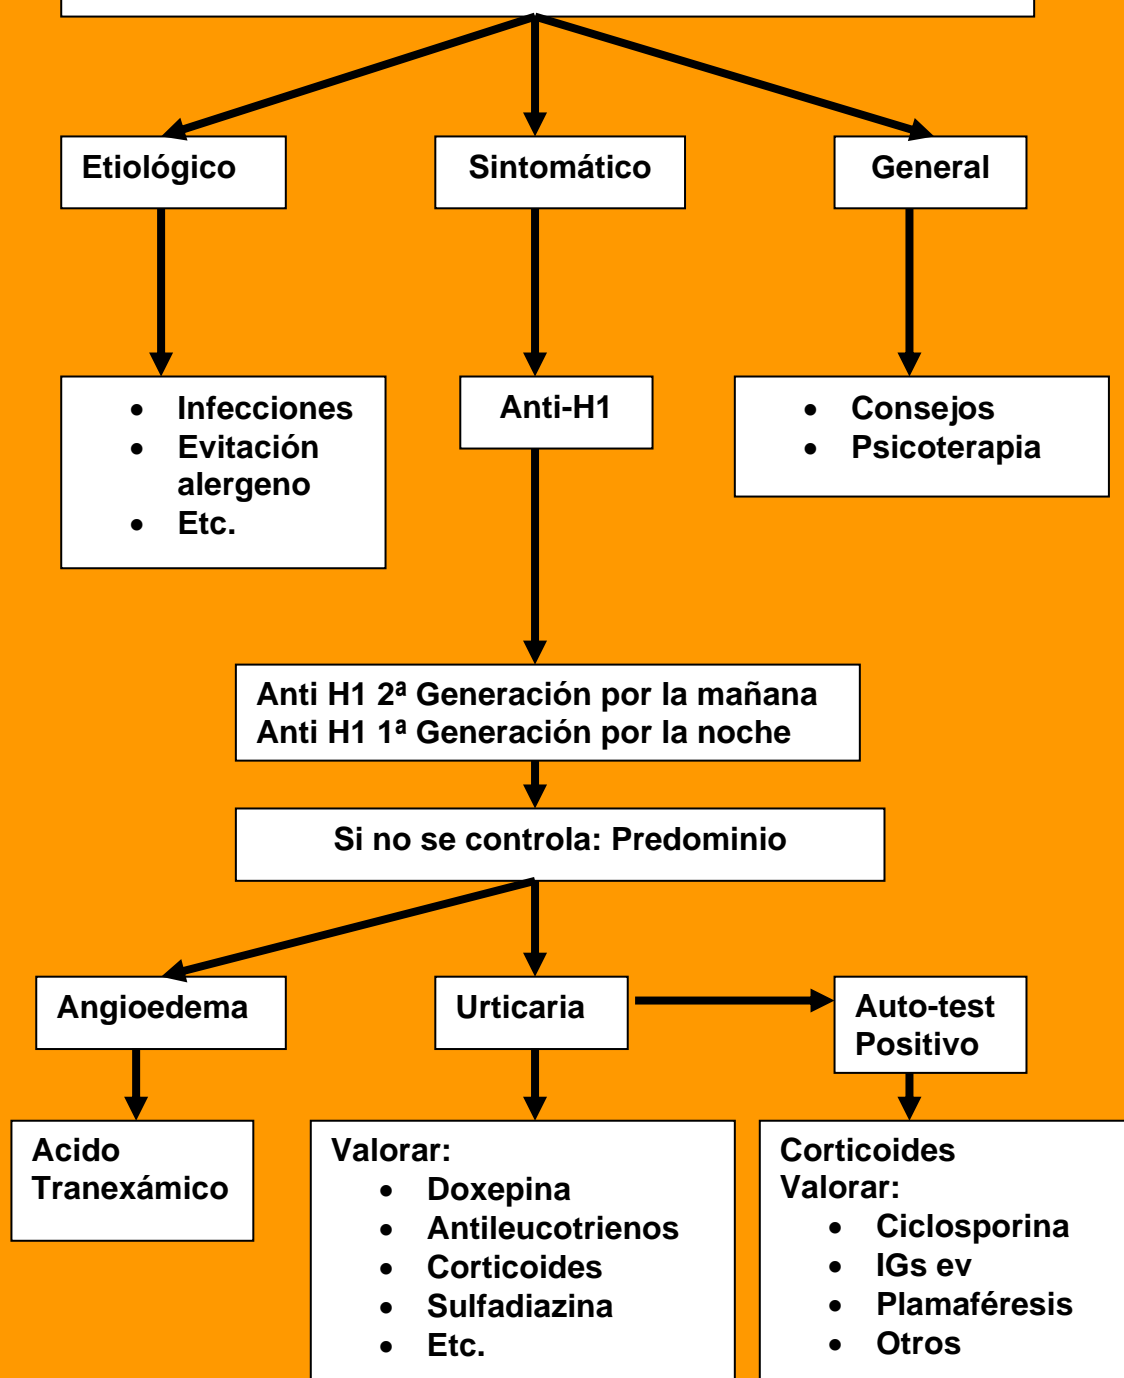 Etiológico
Sintomático
General
• Infecciones
• Evitación
alergeno
• Etc.
Anti-H1
• Consejos
• Psicoterapia
Anti H1 2ª Generación por la mañana
Anti H1 1ª Generación por la noche
Si no se controla: Predominio
Angioedema
Urticaria
Auto-test
Positivo
Acido
Tranexámico
Valorar:
• Doxepina
• Antileucotrienos
• Corticoides
• Sulfadiazina
• Etc.
Corticoides
Valorar:
• Ciclosporina
• IGs ev
• Plamaféresis
• Otros